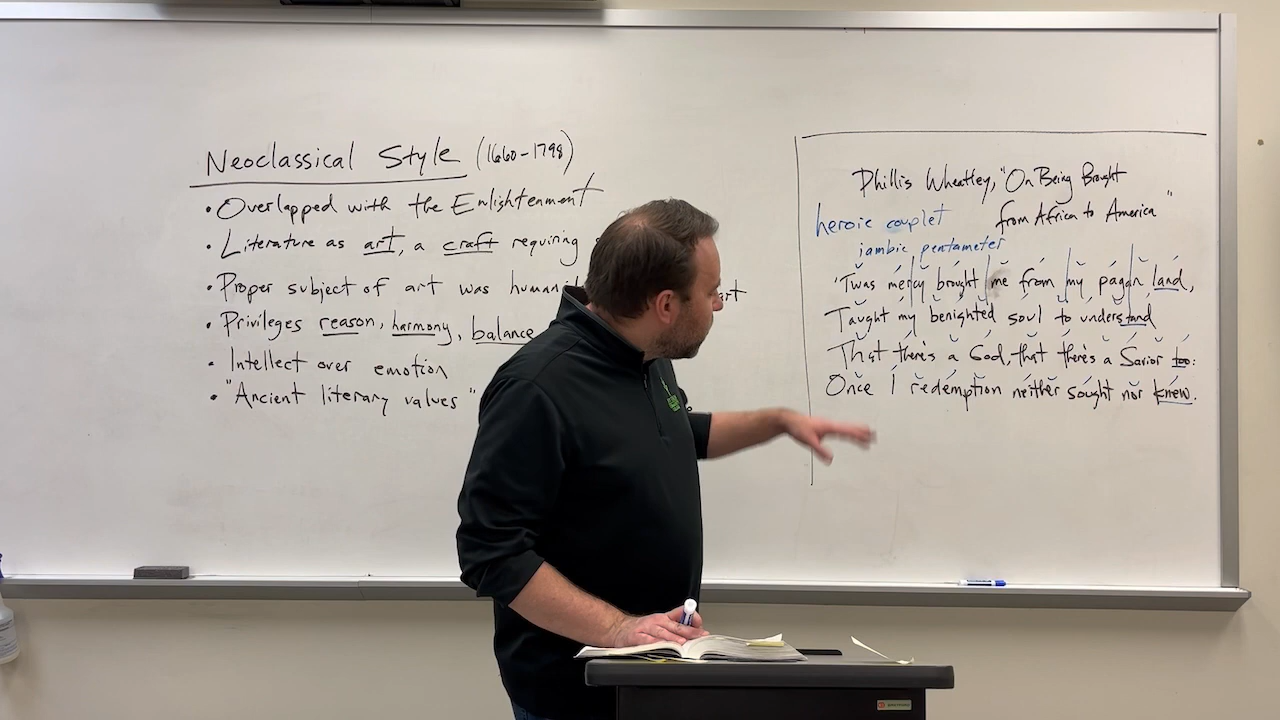 Neoclassical Style (1660-1798)
• Overlapped with the Enlightenment
• Literature as art, a craft requiring
• Proper subject of art was human
• Privileges reason, harmony, balance
• Intellect over emotion
• "Ancient literary values"
Phillis Wheatley, "On Being Brought
from Africa to America"
heroic couplet
iambic pentameter
'Twas mercy brought me from my pagan land,
Taught my benighted soul to understand
That there's a God, that there's a Savior too:
Once I redemption neither sought nor knew.